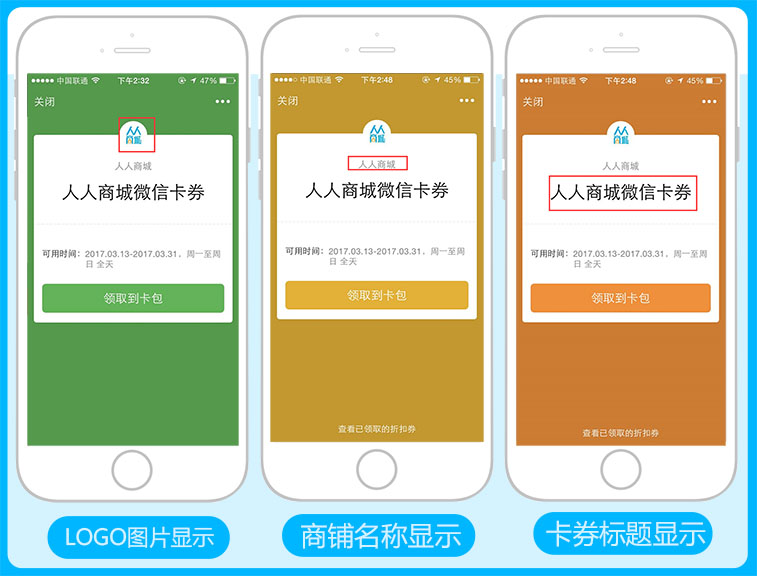 中国联通
下午2:32
47%
关闭
人人商城
人人商城微信卡券
可用时间：2017.03.13-2017.03.31，周一至周
日 全天
领取到卡包
LOGO图片显示
中国联通
下午2:48
45%
关闭
人人商城
人人商城微信卡券
可用时间：2017.03.13-2017.03.31，周一至周
日 全天
领取到卡包
查看已领取的折扣券
商铺名称显示
中国联通
下午2:48
45%
关闭
人人商城
人人商城微信卡券
可用时间：2017.03.13-2017.03.31，周一至周
日 全天
领取到卡包
查看已领取的折扣券
卡券标题显示